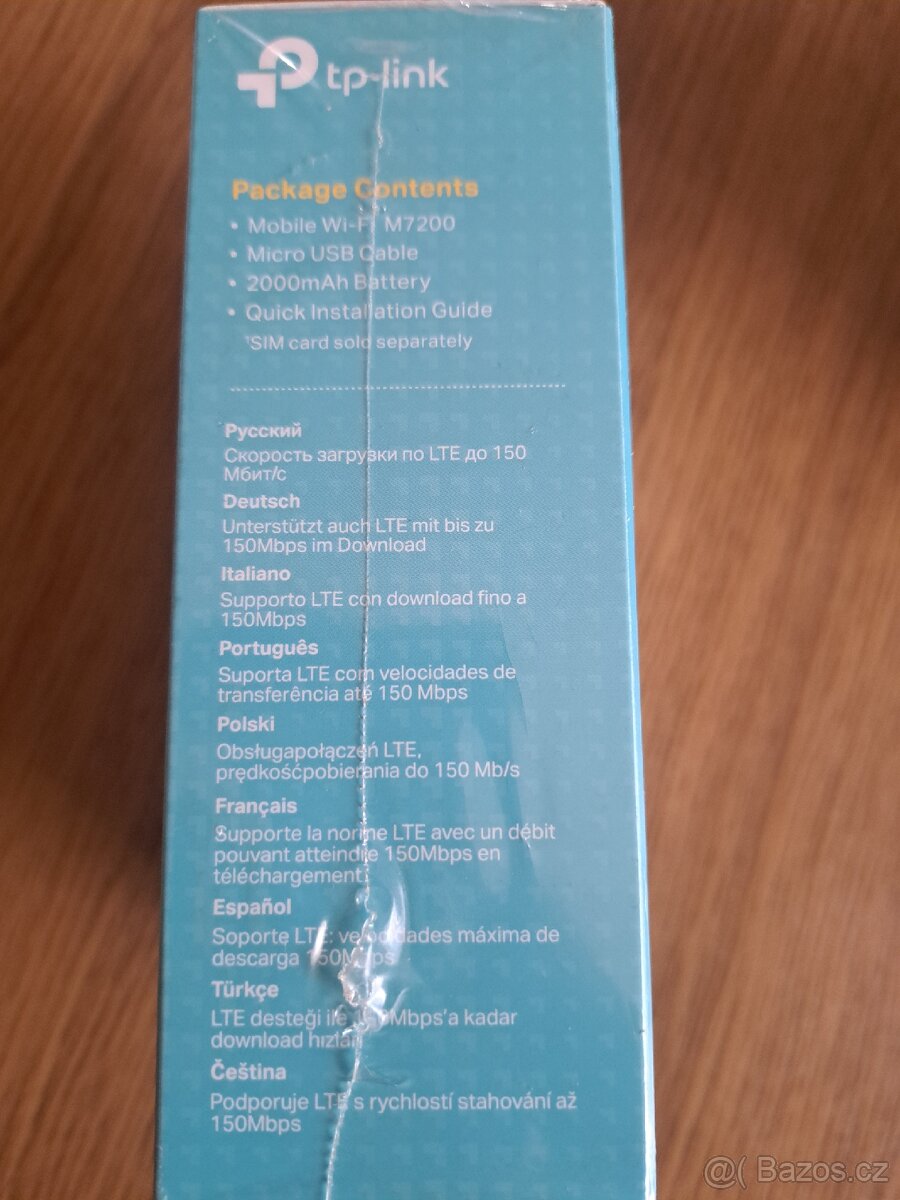 tp-link
Package Contents
• Mobile Wi-Fi M7200
• Micro USB Cable
• 2000mAh Battery
• Quick Installation Guide
*SIM card sold separately
Русский
Скорость загрузки по LTE до 150
Мбит/с
Deutsch
Unterstützt auch LTE mit bis zu
150Mbps im Download
Italiano
Supporto LTE con download fino a
150Mbps
Português
Suporta LTE com velocidades de
transferência até 150 Mbps
Polski
Obsługapołączeń LTE,
prędkośćpobierania do 150 Mb/s
Français
Supporte la norme LTE avec un débit
pouvant atteindre 150Mbps en
téléchargement
Español
Soporte LTE: velocidades máxima de
descarga 150Mbps
Türkçe
LTE desteği ile 150Mbps'a kadar
download hızları
Čeština
Podporuje LTE s rychlostí stahování až
150Mbps
@( Bazos.cz